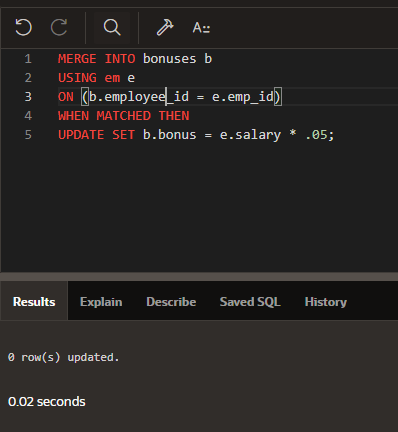 A::
1 MERGE INTO bonuses b
2 USING em e
3 ON (b.employee_id = e.emp_id)
4 WHEN MATCHED THEN
5 UPDATE SET b.bonus = e.salary * .05;
Results Explain Describe Saved SQL History
0 row(s) updated.
0.02 seconds